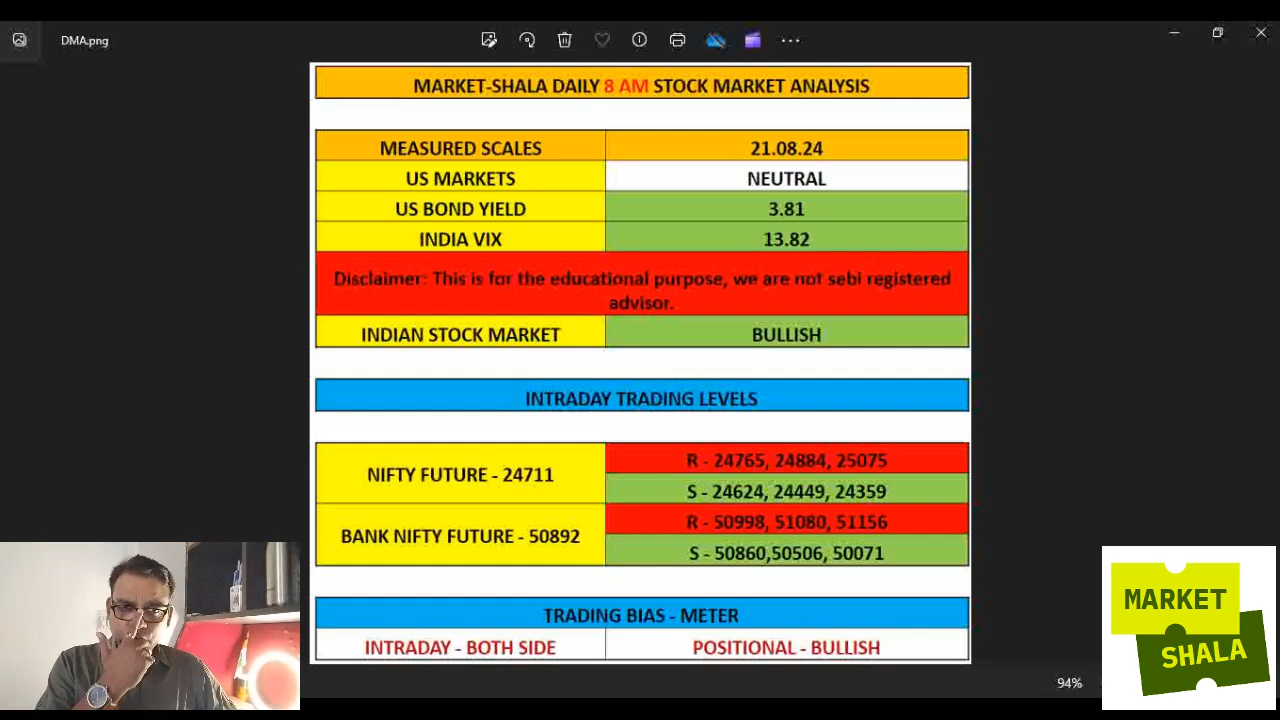 DMA.png
MARKET-SHALA DAILY 8 AM STOCK MARKET ANALYSIS
MEASURED SCALES 21.08.24
US MARKETS NEUTRAL
US BOND YIELD 3.81
INDIA VIX 13.82
Disclaimer: This is for the educational purpose, we are not sebi registered
advisor.
INDIAN STOCK MARKET BULLISH
INTRADAY TRADING LEVELS
NIFTY FUTURE - 24711
R - 24765, 24884, 25075
S - 24624, 24449, 24359
BANK NIFTY FUTURE - 50892
R - 50998, 51080, 51156
S - 50860,50506, 50071
TRADING BIAS - METER
INTRADAY - BOTH SIDE POSITIONAL - BULLISH
94%
MARKET
SHALA